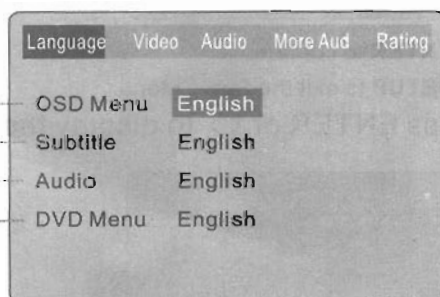 Language Video Audio More Aud Rating
OSD Menu English
Subtitle English
Audio English
DVD Menu English